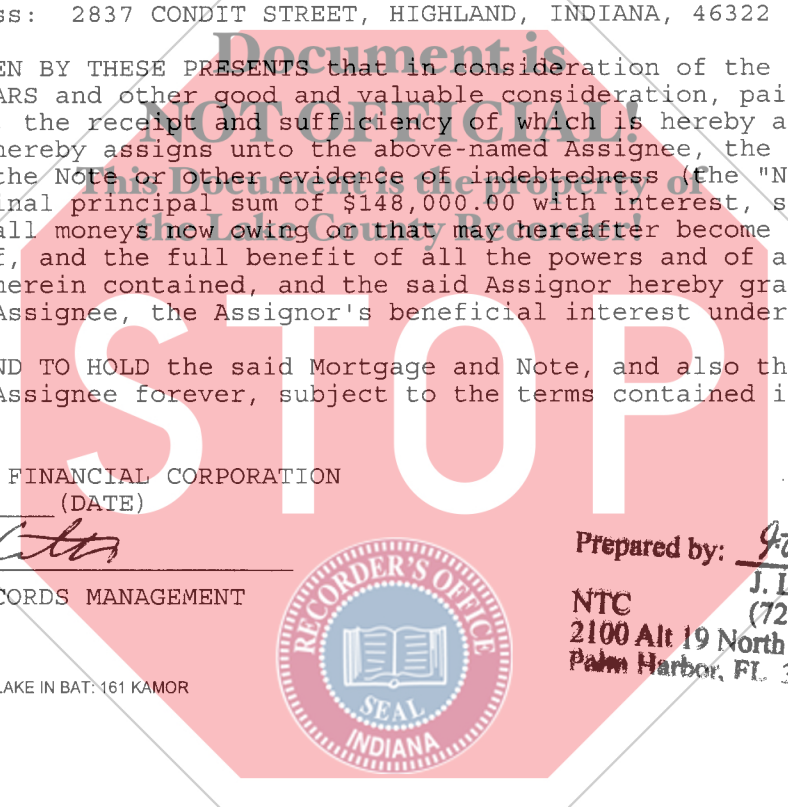 ss: 2837 CONDIT STREET, HIGHLAND, INDIANA, 46322
Document is
EN BY THESE PRESENTS that in consideration of the
ARS and other good and valuable consideration, pai
NOT OFFICIAL!
the receipt and sufficiency of which is hereby a
hereby assigns unto the above-named Assignee, the
This Document is the property of
the Note or other evidence of indebtedness (the "N
inal principal sum of $148,000.00 with interest, s
the Lake County Recorder!
all moneys now owing or that may hereafter become
f, and the full benefit of all the powers and of a
herein contained, and the said Assignor hereby gra
Assignee, the Assignor's beneficial interest under
STOP
ND TO HOLD the said Mortgage and Note, and also th
Assignee forever, subject to the terms contained i
FINANCIAL CORPORATION
(DATE)
CORDS MANAGEMENT
Prepared by:
J. L
NTC (72
2100 Alt 19 North
Palm Harbor, FL 3
LAKE IN BAT: 161 KAMOR
RECORDER'S OFFICE
SEAL
INDIANA